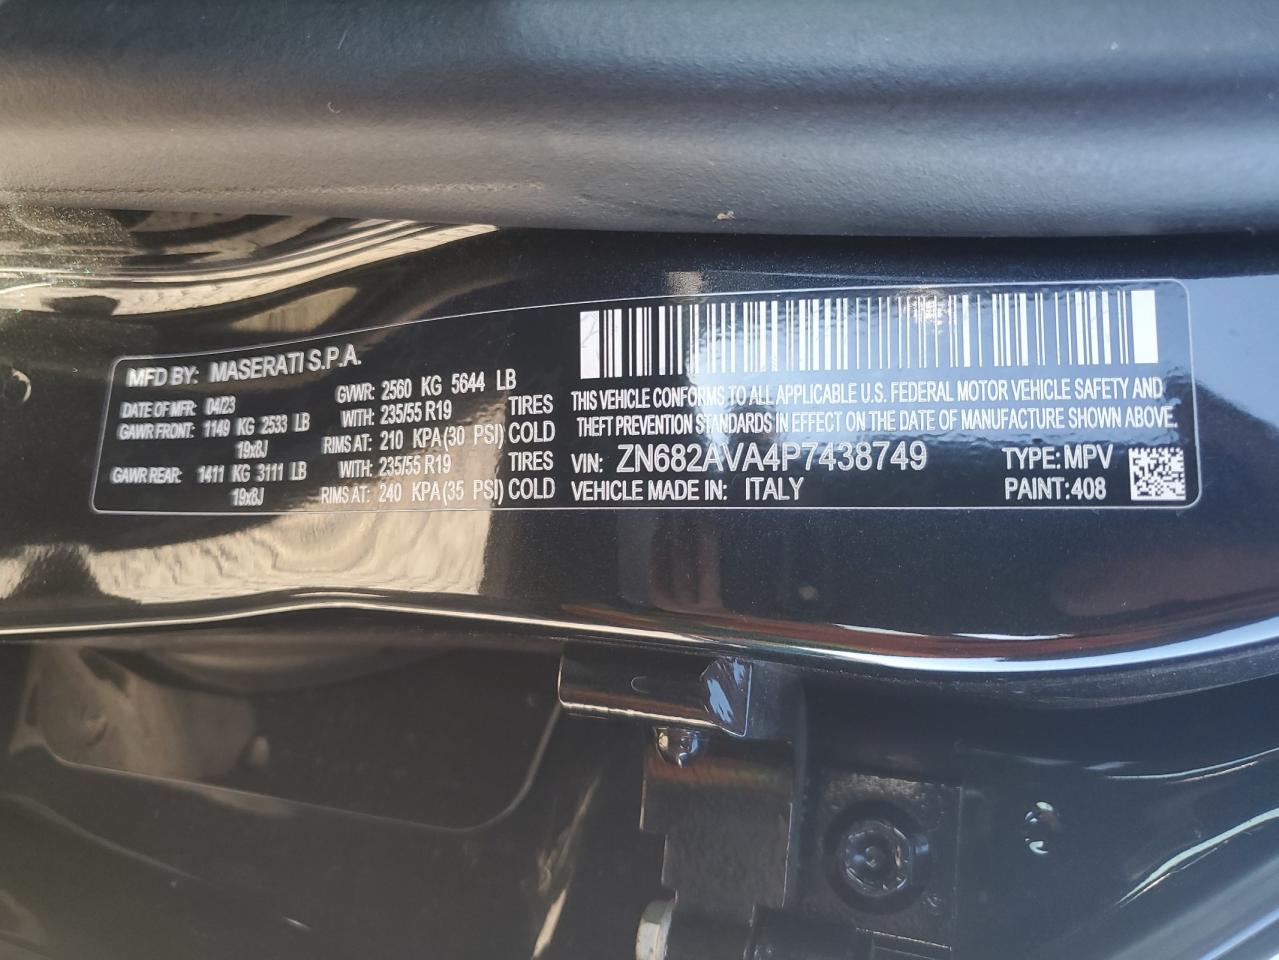 MFD BY: MASERATI S.P.A.
DATE OF MFR: 04/23 GVWR: 2560 KG 5644 LB
GAWR FRONT: 1149 KG 2533 LB WITH: 235/55 R19 TIRES
19x8J RIMS AT: 210 KPA (30 PSI) COLD
GAWR REAR: 1411 KG 3111 LB WITH: 235/55 R19 TIRES
19x8J RIMS AT: 240 KPA (35 PSI) COLD
THIS VEHICLE CONFORMS TO ALL APPLICABLE U.S. FEDERAL MOTOR VEHICLE SAFETY AND
THEFT PREVENTION STANDARDS IN EFFECT ON THE DATE OF MANUFACTURE SHOWN ABOVE.
VIN: ZN682AVA4P7438749 TYPE: MPV
VEHICLE MADE IN: ITALY PAINT: 408